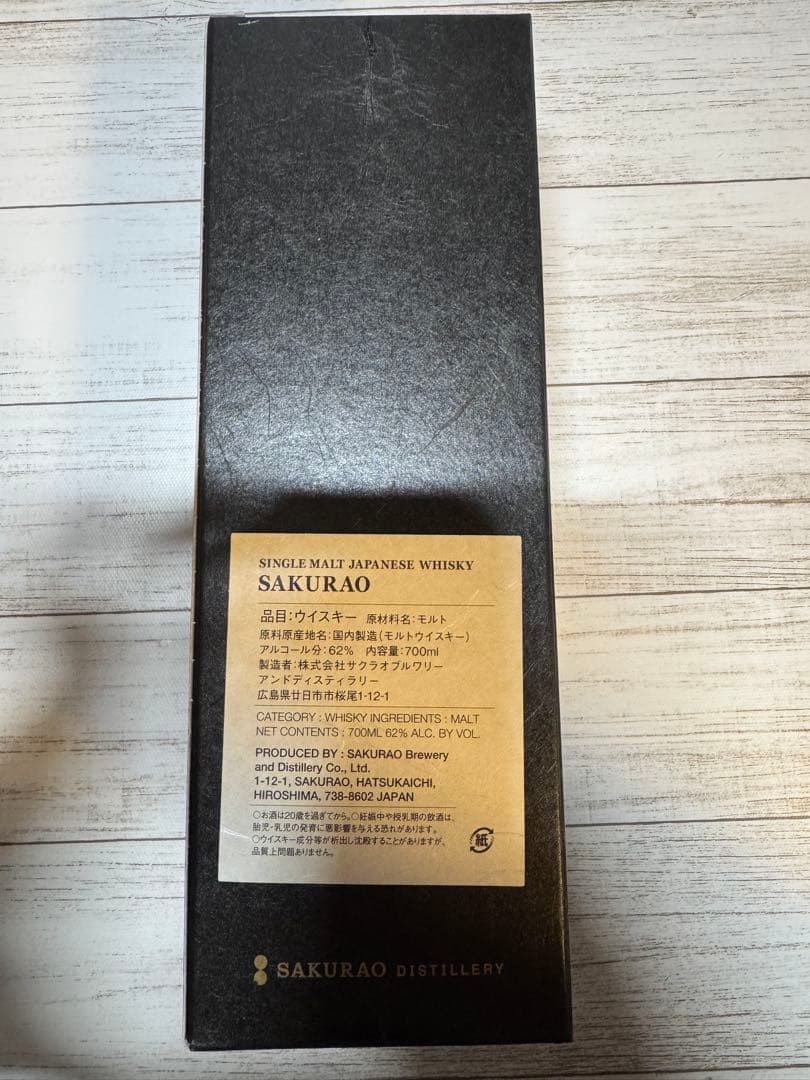 SINGLE MALT JAPANESE WHISKY
SAKURAO
品目:ウイスキー 原材料名:モルト
原料原産地名:国内製造(モルトウイスキー)
アルコール分:62% 内容量:700ml
製造者:株式会社サクラオブルワリー
アンドディスティラリー
広島県廿日市市桜尾1-12-1
CATEGORY : WHISKY INGREDIENTS : MALT
NET CONTENTS : 700ML 62% ALC. BY VOL.
PRODUCED BY : SAKURAO Brewery
and Distillery Co., Ltd.
1-12-1, SAKURAO, HATSUKAICHI,
HIROSHIMA, 738-8602 JAPAN
○お酒は20歳を過ぎてから。○妊娠中や授乳期の飲酒は、
胎児・乳児の発育に悪影響を与える恐れがあります。
○ウイスキー成分等が析出し沈殿することがありますが、
品質上問題ありません。
紙
SAKURAO DISTILLERY